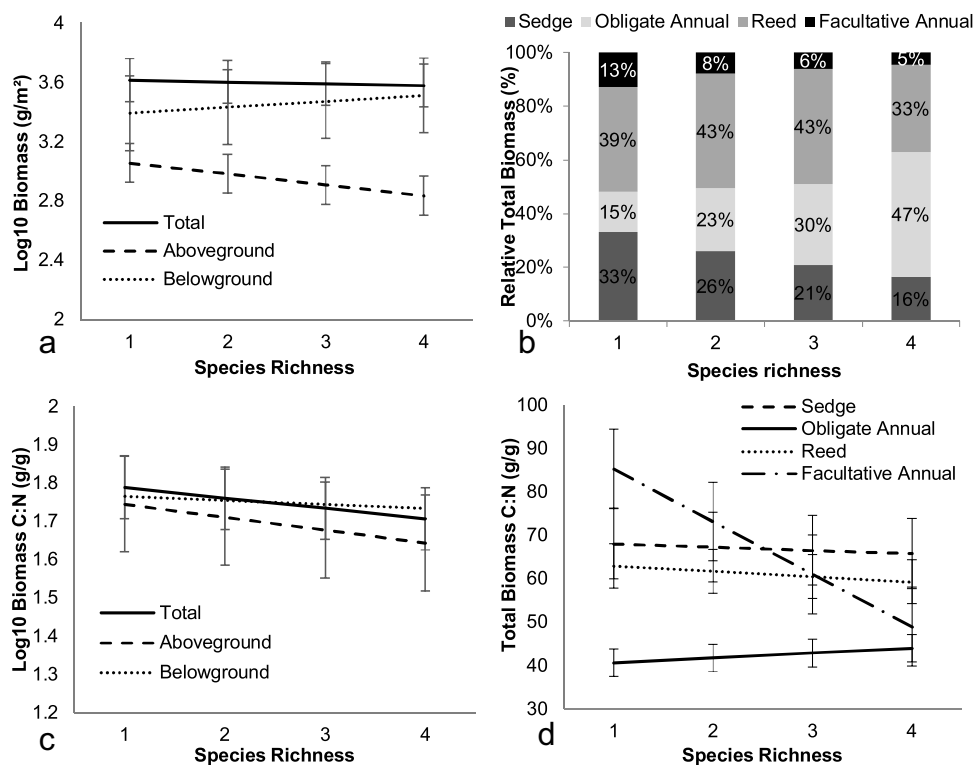 4
3.6
3.2
2.8
2.4
2
Log10 Biomass (g/m²)
Total
Aboveground
Belowground
1 2 3 4
Species Richness
a
Sedge Obligate Annual Reed Facultative Annual
100%
80%
60%
40%
20%
0%
Relative Total Biomass (%)
13% 8% 6% 5%
39% 43% 43% 33%
15% 23% 30% 47%
33% 26% 21% 16%
1 2 3 4
Species richness
b
2
1.9
1.8
1.7
1.6
1.5
1.4
1.3
1.2
Log10 Biomass C:N (g/g)
Total
Aboveground
Belowground
1 2 3 4
Species Richness
c
100
90
80
70
60
50
40
30
Total Biomass C:N (g/g)
Sedge
Obligate Annual
Reed
Facultative Annual
1 2 3 4
Species Richness
d